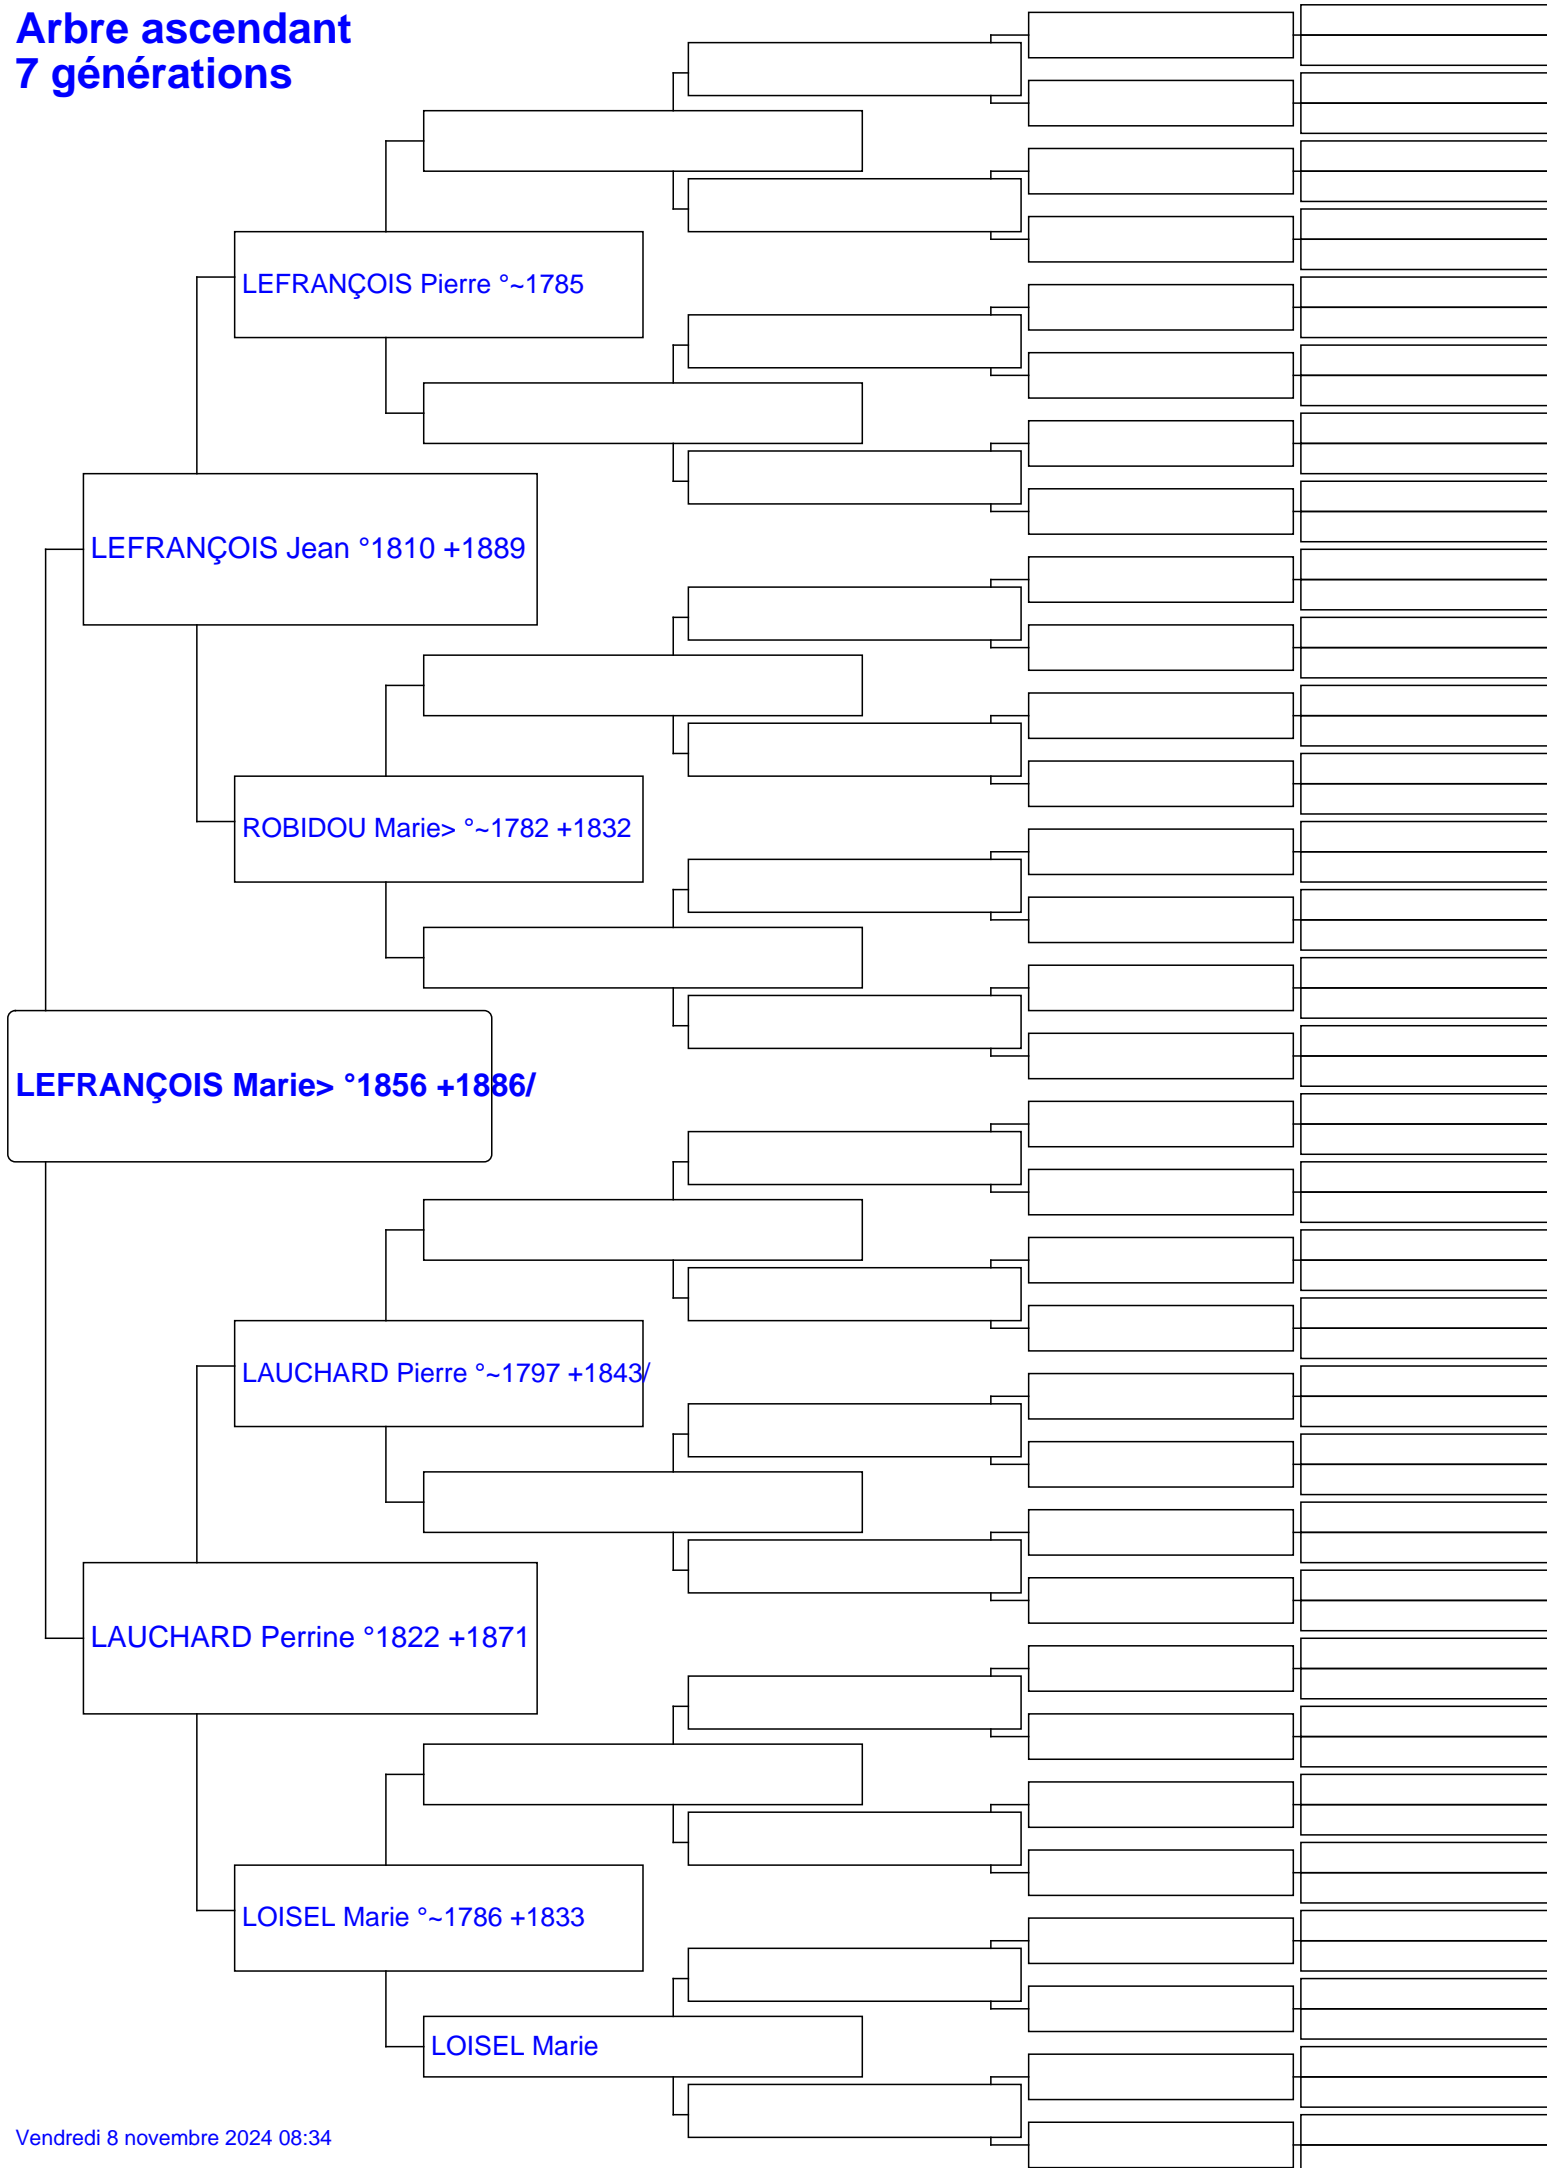 Arbre ascendant
7 générations
LEFRANÇOIS Pierre °~1785
LEFRANÇOIS Jean °1810 +1889
ROBIDOU Marie> °~1782 +1832
LEFRANÇOIS Marie> °1856 +1886/
LAUCHARD Pierre °~1797 +1843/
LAUCHARD Perrine °1822 +1871
LOISEL Marie °~1786 +1833
LOISEL Marie
Vendredi 8 novembre 2024 08:34